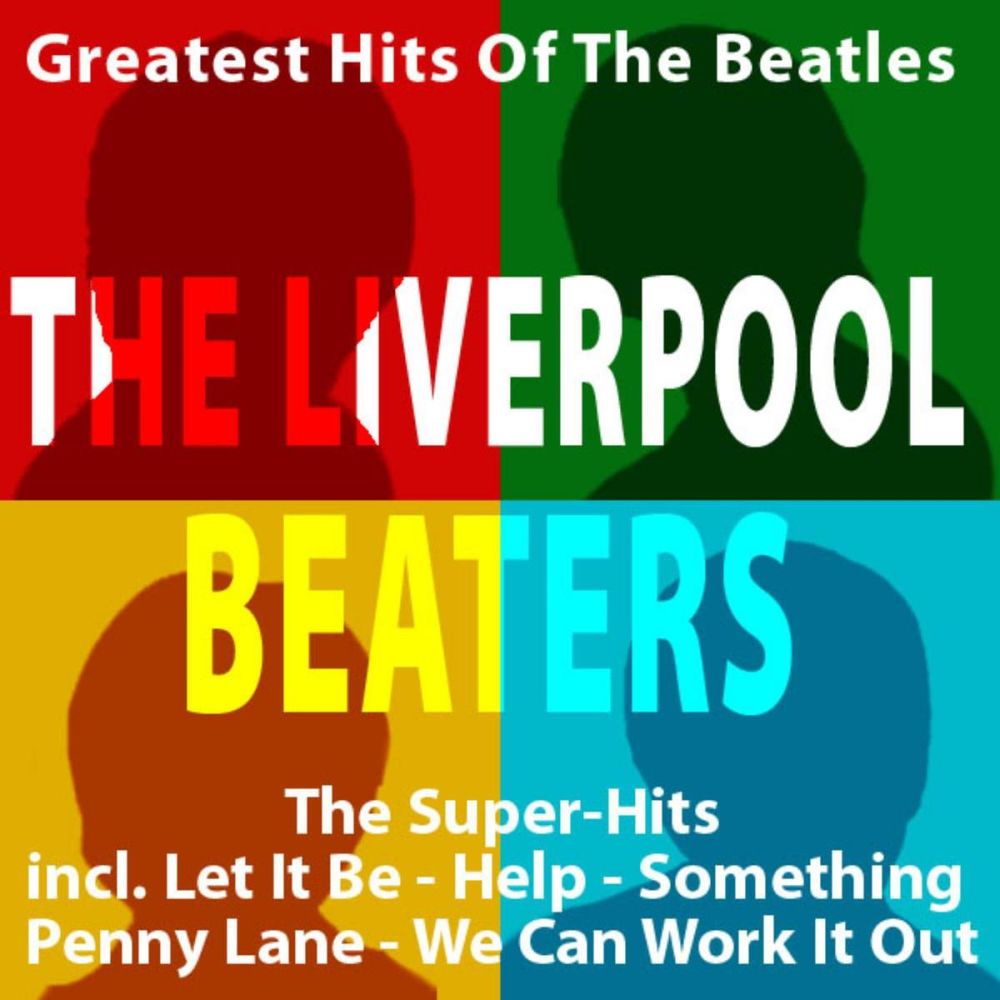 Greatest Hits Of The Beatles
THE LIVERPOOL
BEATERS
The Super-Hits
incl. Let It Be - Help - Something
Penny Lane - We Can Work It Out